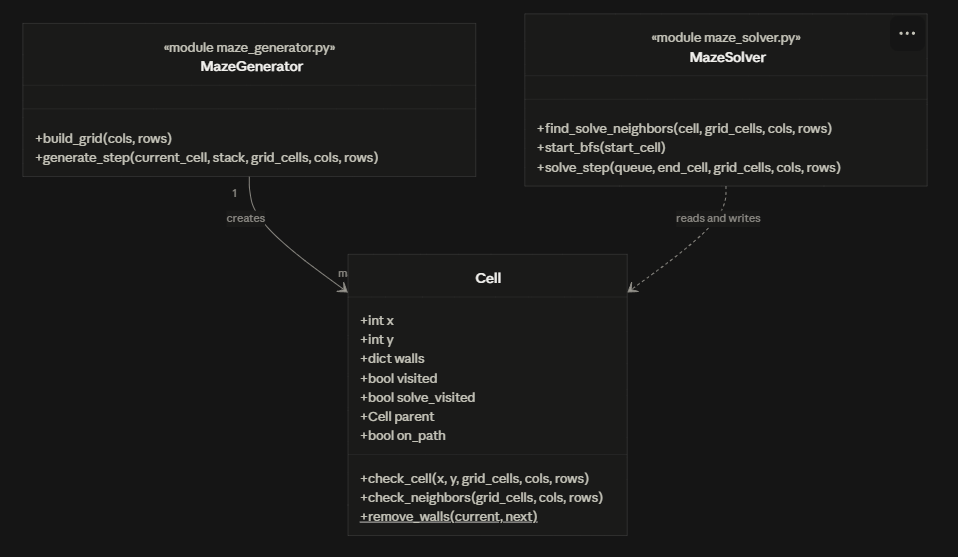 «module maze_generator.py»
MazeGenerator
+build_grid(cols, rows)
+generate_step(current_cell, stack, grid_cells, cols, rows)
«module maze_solver.py»
MazeSolver
+find_solve_neighbors(cell, grid_cells, cols, rows)
+start_bfs(start_cell)
+solve_step(queue, end_cell, grid_cells, cols, rows)
1
creates
m
reads and writes
Cell
+int x
+int y
+dict walls
+bool visited
+bool solve_visited
+Cell parent
+bool on_path
+check_cell(x, y, grid_cells, cols, rows)
+check_neighbors(grid_cells, cols, rows)
+remove_walls(current, next)